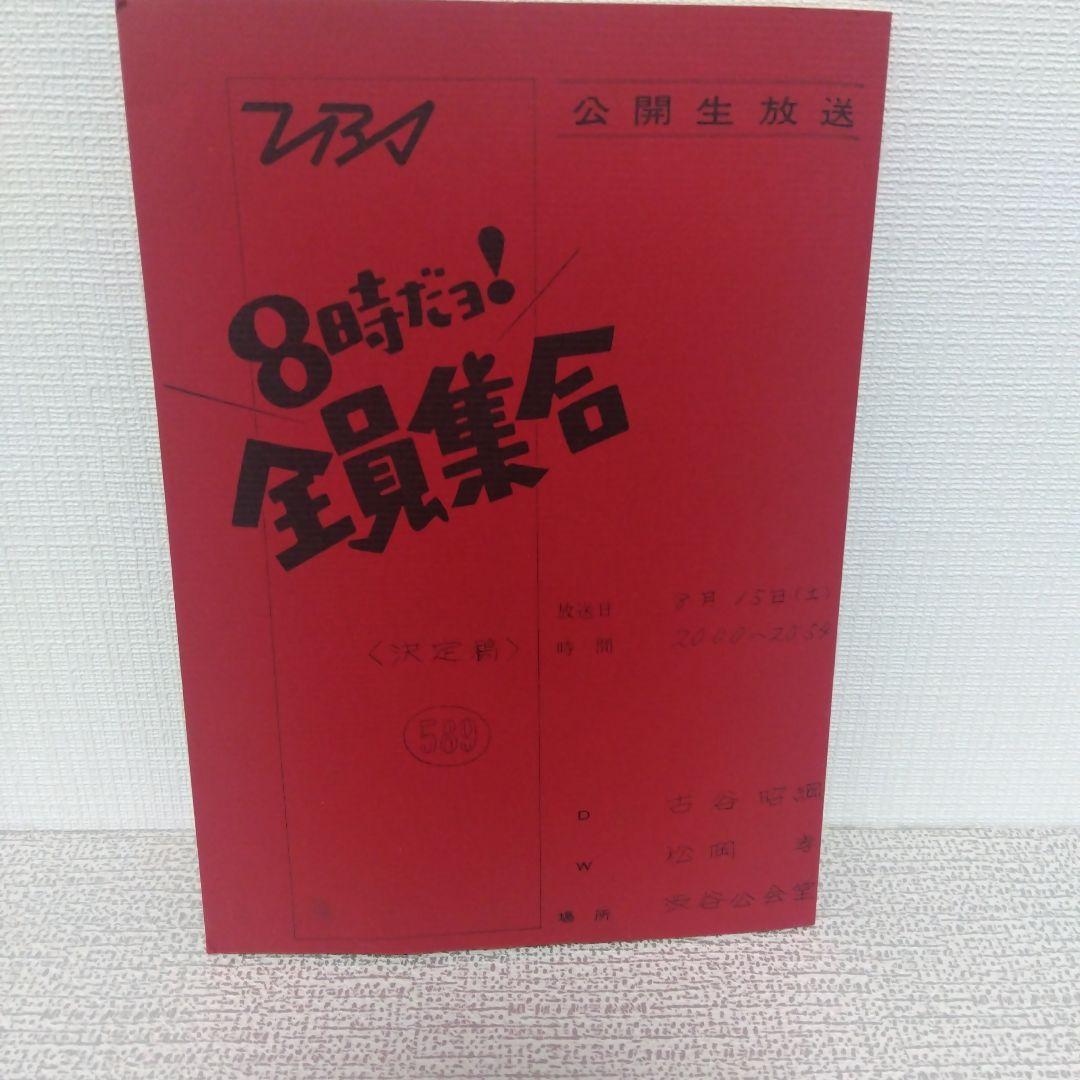 TBS
公開生放送
8時だョ!
全員集合
放送日 8月15日(土)
時間 20:00~20:54
〈決定稿〉
589
D 古谷昭綱
W 松岡
場所 渋谷公会堂